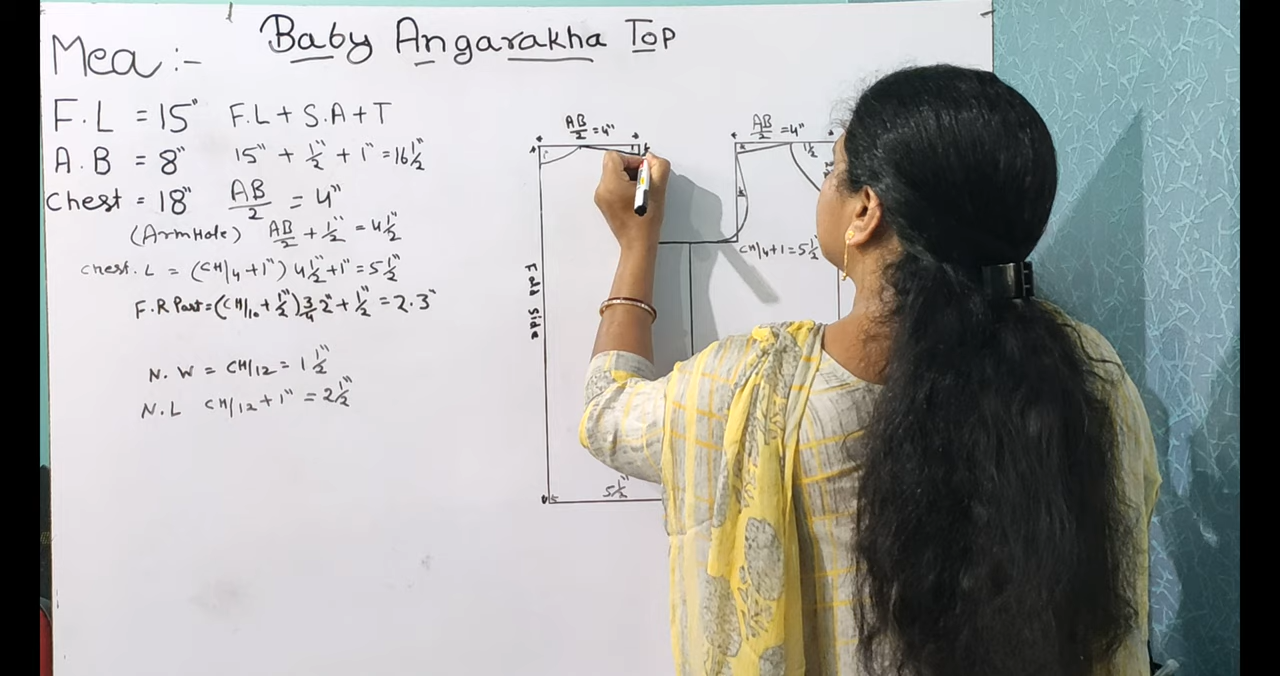 Baby Angarakha Top
Mea :-
F.L = 15" F.L + S.A + T
A.B = 8" 15" + 1/2" + 1" = 16 1/2"
Chest = 18" AB/2 = 4"
(ArmHole) AB/2 + 1/2" = 4 1/2"
Chest. L = (CH/4 + 1") 4 1/2" + 1" = 5 1/2"
F.R Part = (CH/10 + 1/2") 3/4 2" + 1/2" = 2.3"
N.W = CH/12 = 1 1/2"
N.L CH/12 + 1" = 2 1/2"
AB/2 = 4"
AB/2 = 4"
1 1/2
CH/4 + 1 = 5 1/2"
Fold Side
5 1/2"